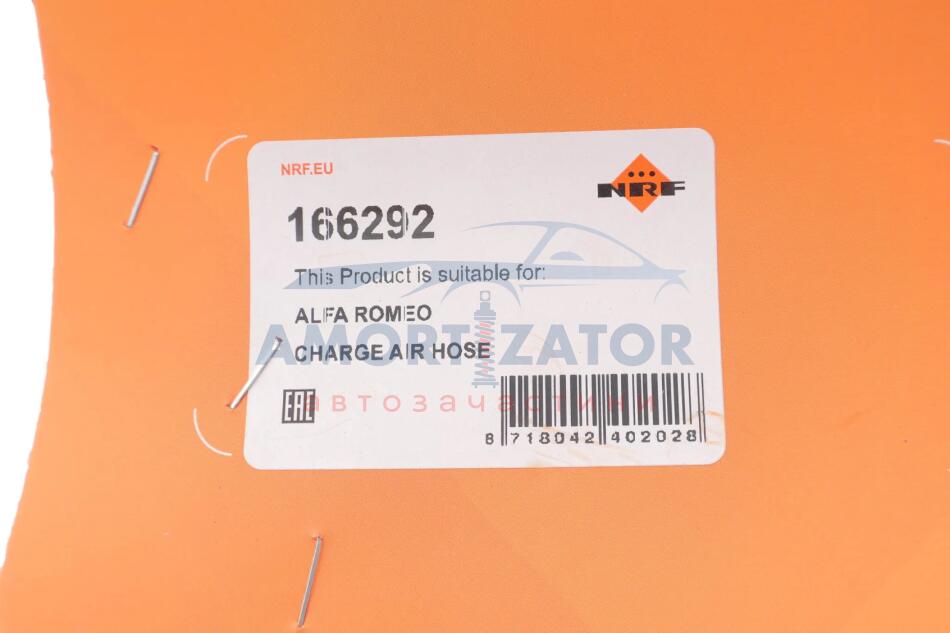 NRF.EU
NRF
166292
This Product is suitable for:
ALFA ROMEO
AMORTIZATOR
CHARGE AIR HOSE
EAC
автозачастини
8 718042 402028